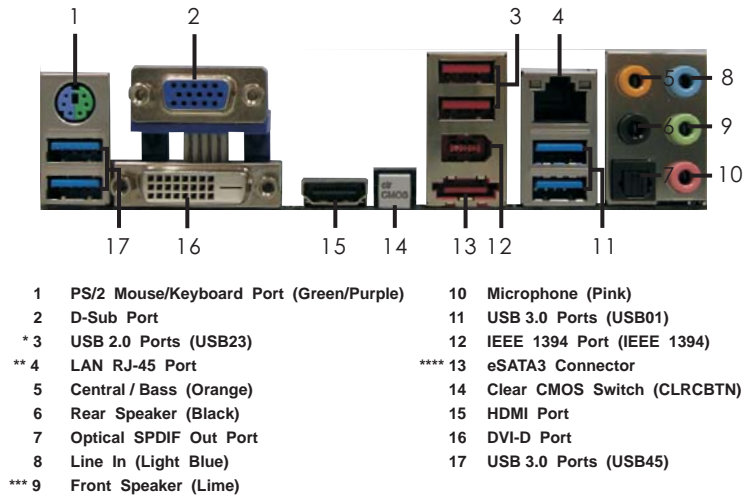 1 2 3 4
5 8
6 9
7 10
clr
CMOS
17 16 15 14 13 12 11
1 PS/2 Mouse/Keyboard Port (Green/Purple)
2 D-Sub Port
* 3 USB 2.0 Ports (USB23)
** 4 LAN RJ-45 Port
5 Central / Bass (Orange)
6 Rear Speaker (Black)
7 Optical SPDIF Out Port
8 Line In (Light Blue)
*** 9 Front Speaker (Lime)
10 Microphone (Pink)
11 USB 3.0 Ports (USB01)
12 IEEE 1394 Port (IEEE 1394)
**** 13 eSATA3 Connector
14 Clear CMOS Switch (CLRCBTN)
15 HDMI Port
16 DVI-D Port
17 USB 3.0 Ports (USB45)